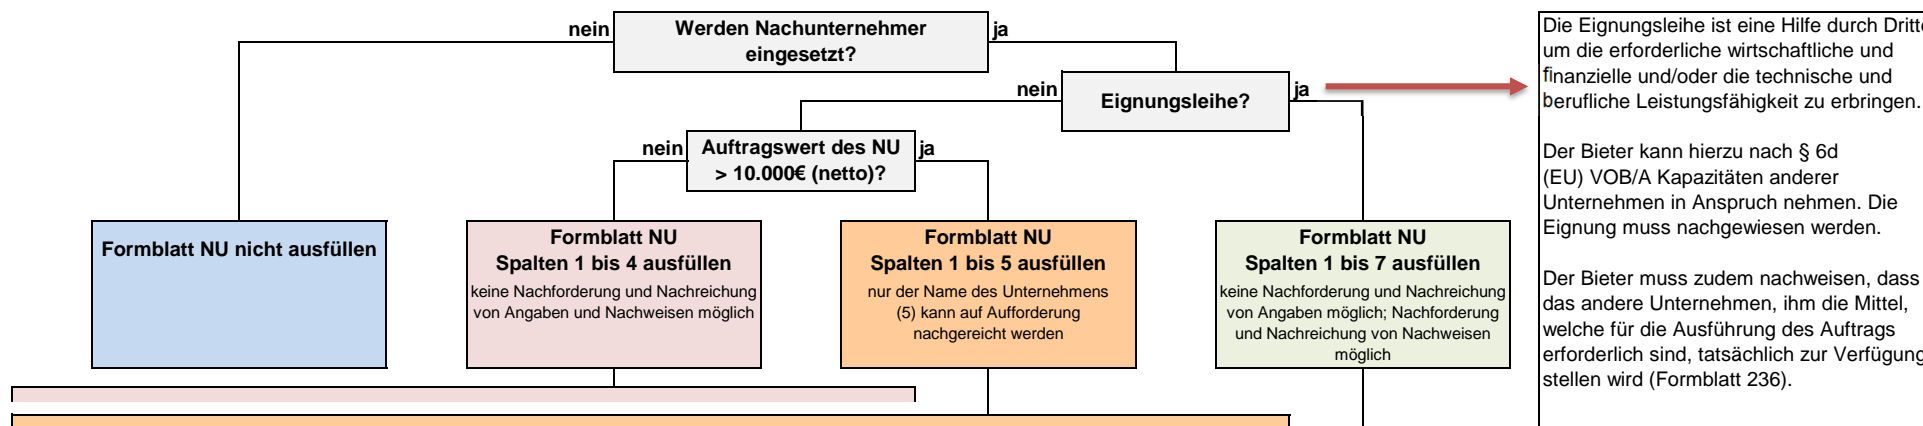 nein
Werden Nachunternehmer
eingesetzt?
ja
nein
Eignungsleihe?
ja
nein
Auftragswert des NU
> 10.000€ (netto)?
ja
Formblatt NU nicht ausfüllen
Formblatt NU
Spalten 1 bis 4 ausfüllen
keine Nachforderung und Nachreichung
von Angaben und Nachweisen möglich
Formblatt NU
Spalten 1 bis 5 ausfüllen
nur der Name des Unternehmens
(5) kann auf Aufforderung
nachgereicht werden
Formblatt NU
Spalten 1 bis 7 ausfüllen
keine Nachforderung und Nachreichung
von Angaben möglich; Nachforderung
und Nachreichung von Nachweisen
möglich
Die Eignungsleihe ist eine Hilfe durch Dritte
um die erforderliche wirtschaftliche und
finanzielle und/oder die technische und
berufliche Leistungsfähigkeit zu erbringen.
Der Bieter kann hierzu nach § 6d
(EU) VOB/A Kapazitäten anderer
Unternehmen in Anspruch nehmen. Die
Eignung muss nachgewiesen werden.
Der Bieter muss zudem nachweisen, dass
das andere Unternehmen, ihm die Mittel,
welche für die Ausführung des Auftrags
erforderlich sind, tatsächlich zur Verfügung
stellen wird (Formblatt 236).